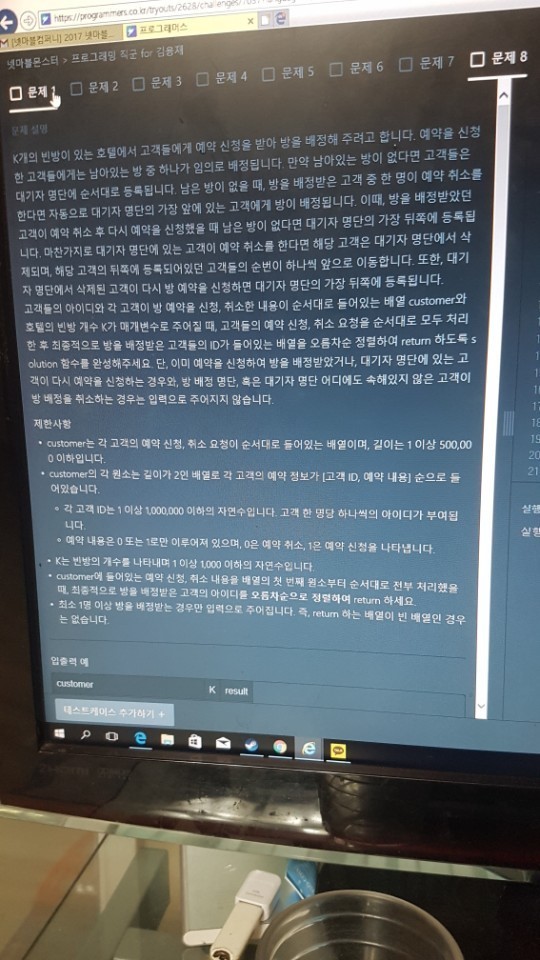 https://programmers.co.kr/tryouts/2628/challenges/
[넷마블컴퍼니] 2017 넷마블... 프로그래머스
넷마블몬스터 > 프로그래밍 직군 for 김용제
문제 1 문제 2 문제 3 문제 4 문제 5 문제 6 문제 7 문제 8
문제 설명
K개의 빈방이 있는 호텔에서 고객들에게 예약 신청을 받아 방을 배정해 주려고 합니다. 예약을 신청
한 고객들에게는 남아있는 방 중 하나가 임의로 배정됩니다. 만약 남아있는 방이 없다면 고객들은
대기자 명단에 순서대로 등록됩니다. 남은 방이 없을 때, 방을 배정받은 고객 중 한 명이 예약 취소를
한다면 자동으로 대기자 명단의 가장 앞에 있는 고객에게 방이 배정됩니다. 이때, 방을 배정받았던
고객이 예약 취소 후 다시 예약을 신청했을 때 남은 방이 없다면 대기자 명단의 가장 뒤쪽에 등록됩
니다. 마찬가지로 대기자 명단에 있는 고객이 예약 취소를 한다면 해당 고객은 대기자 명단에서 삭
제되며, 해당 고객의 뒤쪽에 등록되어있던 고객들의 순번이 하나씩 앞으로 이동합니다. 또한, 대기
자 명단에서 삭제된 고객이 다시 방 예약을 신청하면 대기자 명단의 가장 뒤쪽에 등록됩니다.
고객들의 아이디와 각 고객이 방 예약을 신청, 취소한 내용이 순서대로 들어있는 배열 customer와
호텔의 빈방 개수 K가 매개변수로 주어질 때, 고객들의 예약 신청, 취소 요청을 순서대로 모두 처리
한 후 최종적으로 방을 배정받은 고객들의 ID가 들어있는 배열을 오름차순 정렬하여 return 하도록 s
olution 함수를 완성해주세요. 단, 이미 예약을 신청하여 방을 배정받았거나, 대기자 명단에 있는 고
객이 다시 예약을 신청하는 경우와, 방 배정 명단, 혹은 대기자 명단 어디에도 속해있지 않은 고객이
방 배정을 취소하는 경우는 입력으로 주어지지 않습니다.
제한사항
• customer는 각 고객의 예약 신청, 취소 요청이 순서대로 들어있는 배열이며, 길이는 1 이상 500,00
0 이하입니다.
• customer의 각 원소는 길이가 2인 배열로 각 고객의 예약 정보가 [고객 ID, 예약 내용] 순으로 들
어있습니다.
◦ 각 고객 ID는 1 이상 1,000,000 이하의 자연수입니다. 고객 한 명당 하나씩의 아이디가 부여됩
니다.
◦ 예약 내용은 0 또는 1로만 이루어져 있으며, 0은 예약 취소, 1은 예약 신청을 나타냅니다.
• K는 빈방의 개수를 나타내며 1 이상 1,000 이하의 자연수입니다.
• customer에 들어있는 예약 신청, 취소 내용을 배열의 첫 번째 원소부터 순서대로 전부 처리했을
때, 최종적으로 방을 배정받은 고객의 아이디를 오름차순으로 정렬하여 return 하세요.
• 최소 1명 이상 방을 배정받는 경우만 입력으로 주어집니다. 즉, return 하는 배열이 빈 배열인 경우
는 없습니다.
입출력 예
customer K result
테스트케이스 추가하기 +
17
18
19
20
21
실행
실행